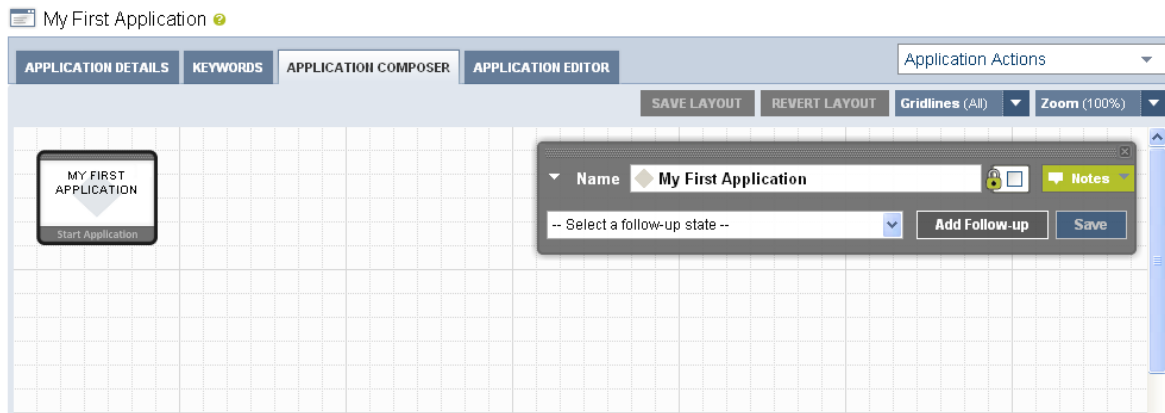 My First Application
APPLICATION DETAILS KEYWORDS APPLICATION COMPOSER APPLICATION EDITOR Application Actions
SAVE LAYOUT REVERT LAYOUT Gridlines (All) Zoom (100%)
MY FIRST
APPLICATION
Start Application
Name My First Application Notes
-- Select a follow-up state -- Add Follow-up Save